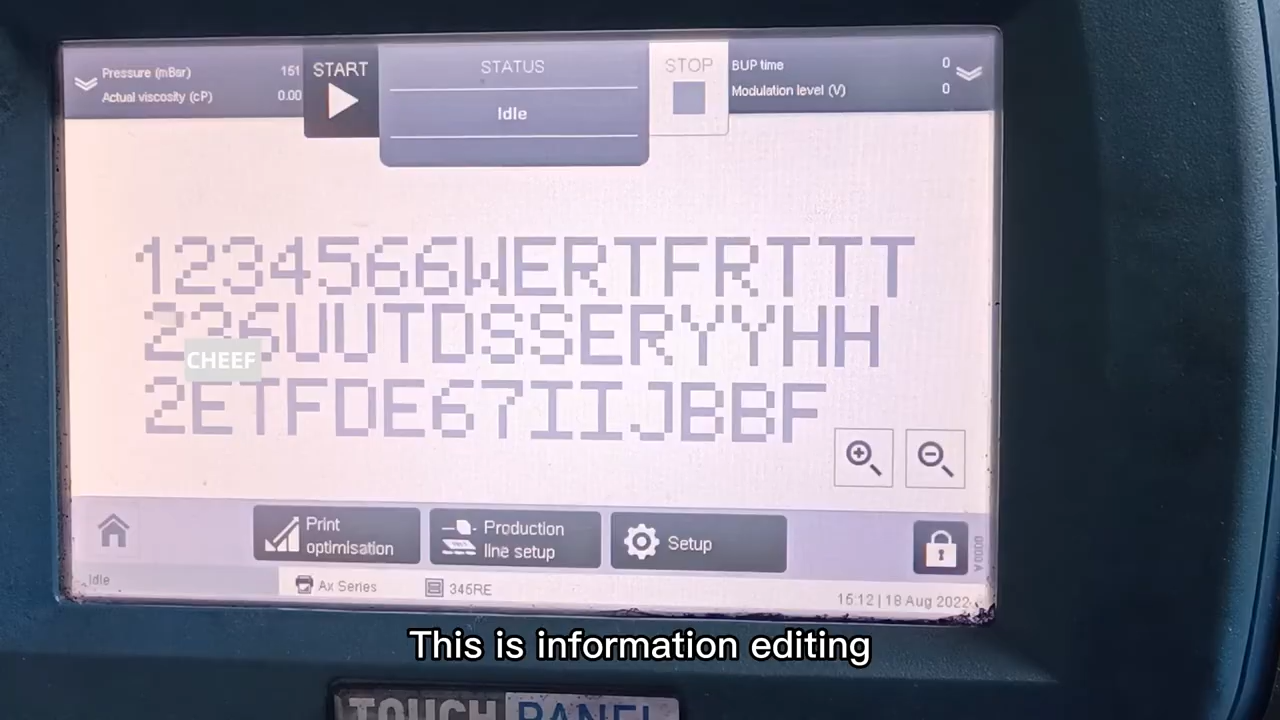 Pressure (mBar) 151
Actual viscosity (cP) 0.00
START
STATUS
Idle
STOP
BUP time 0
Modulation level (V) 0
1234566WERTFRTTT
226UUTDSSERYYHH
CHEEF
2ETFDE67IIJBBF
Print optimisation
Production line setup
Setup
Idle
Ax Series
346RE
16:12 | 18 Aug 2022
This is information editing
TOUCH PANEL